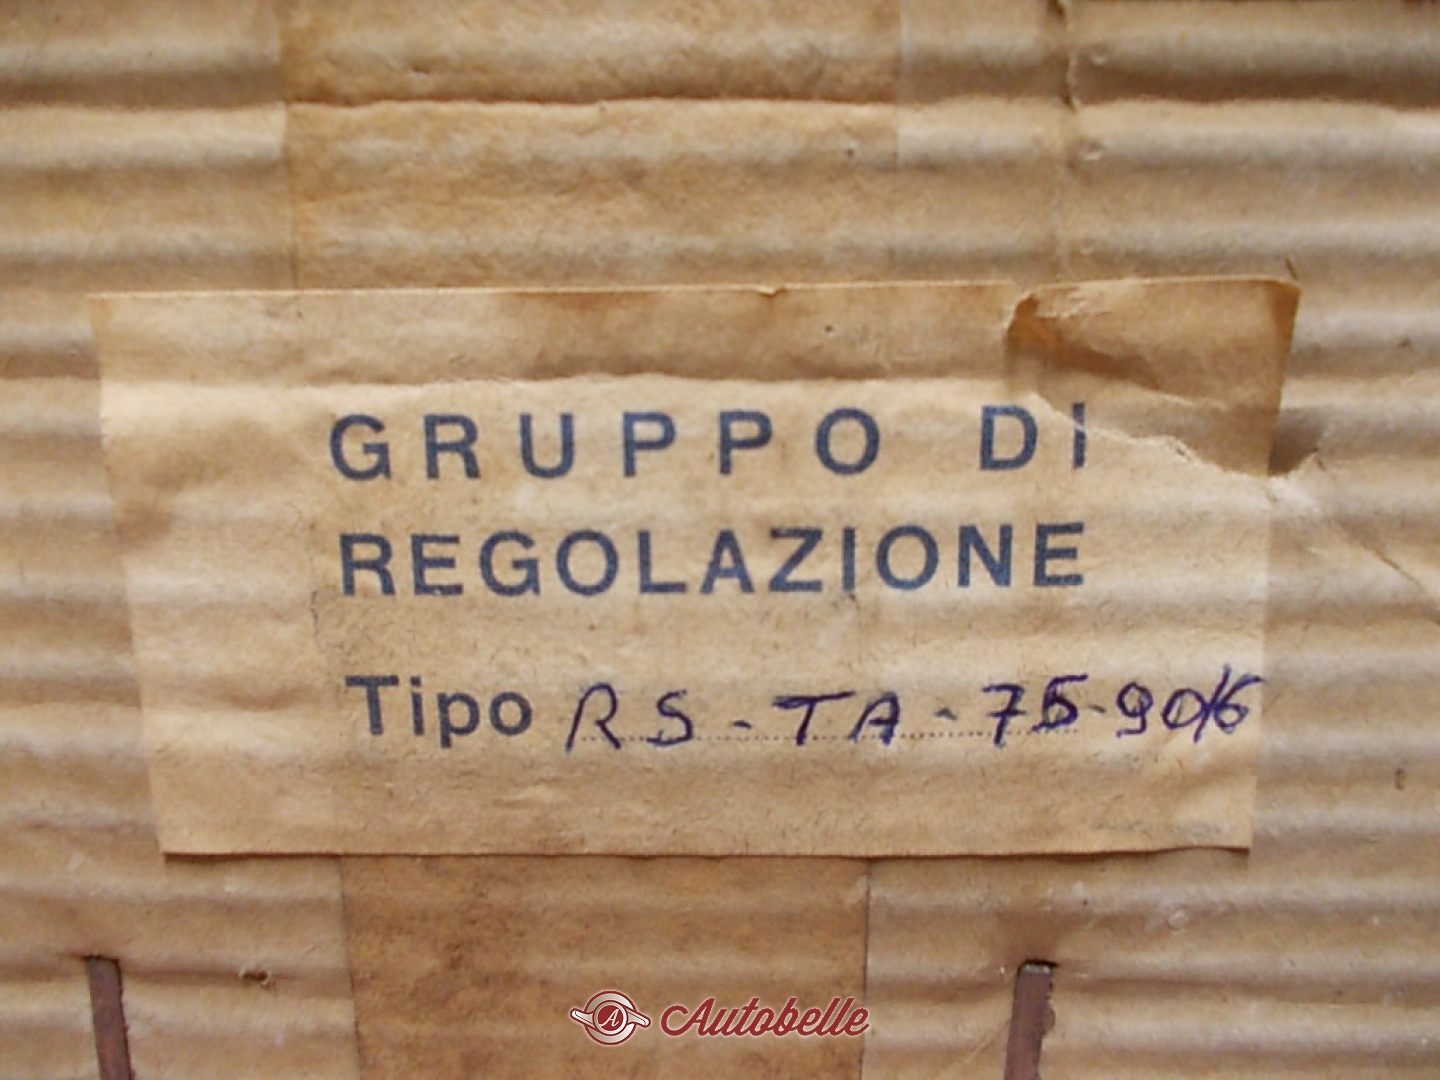 GRUPPO DI
REGOLAZIONE
Tipo RS-TA-75-90/6
A Autobelle